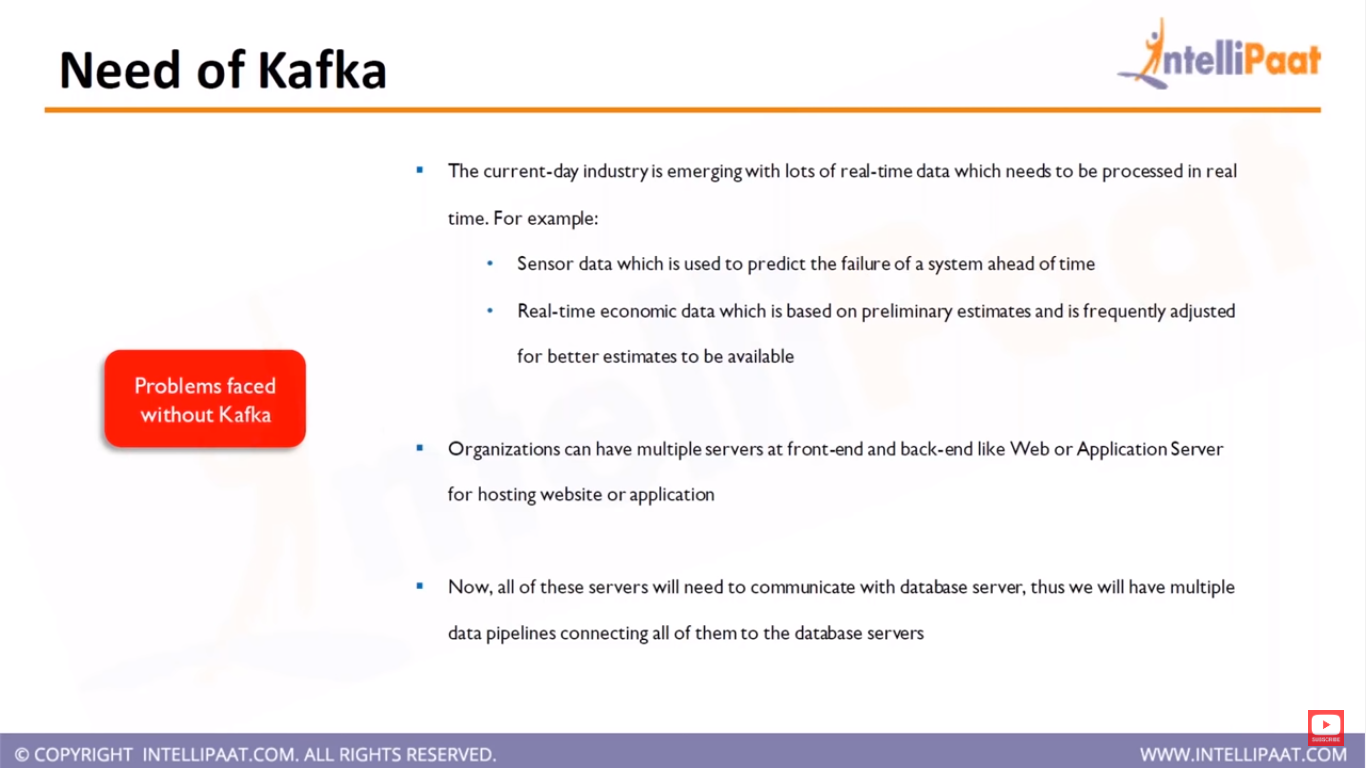 Need of Kafka
IntelliPaat
The current-day industry is emerging with lots of real-time data which needs to be processed in real
time. For example:
Sensor data which is used to predict the failure of a system ahead of time
Real-time economic data which is based on preliminary estimates and is frequently adjusted
for better estimates to be available
Problems faced
without Kafka
Organizations can have multiple servers at front-end and back-end like Web or Application Server
for hosting website or application
Now, all of these servers will need to communicate with database server, thus we will have multiple
data pipelines connecting all of them to the database servers
SUBSCRIBE
© COPYRIGHT INTELLIPAAT.COM. ALL RIGHTS RESERVED.
WWW.INTELLIPAAT.COM